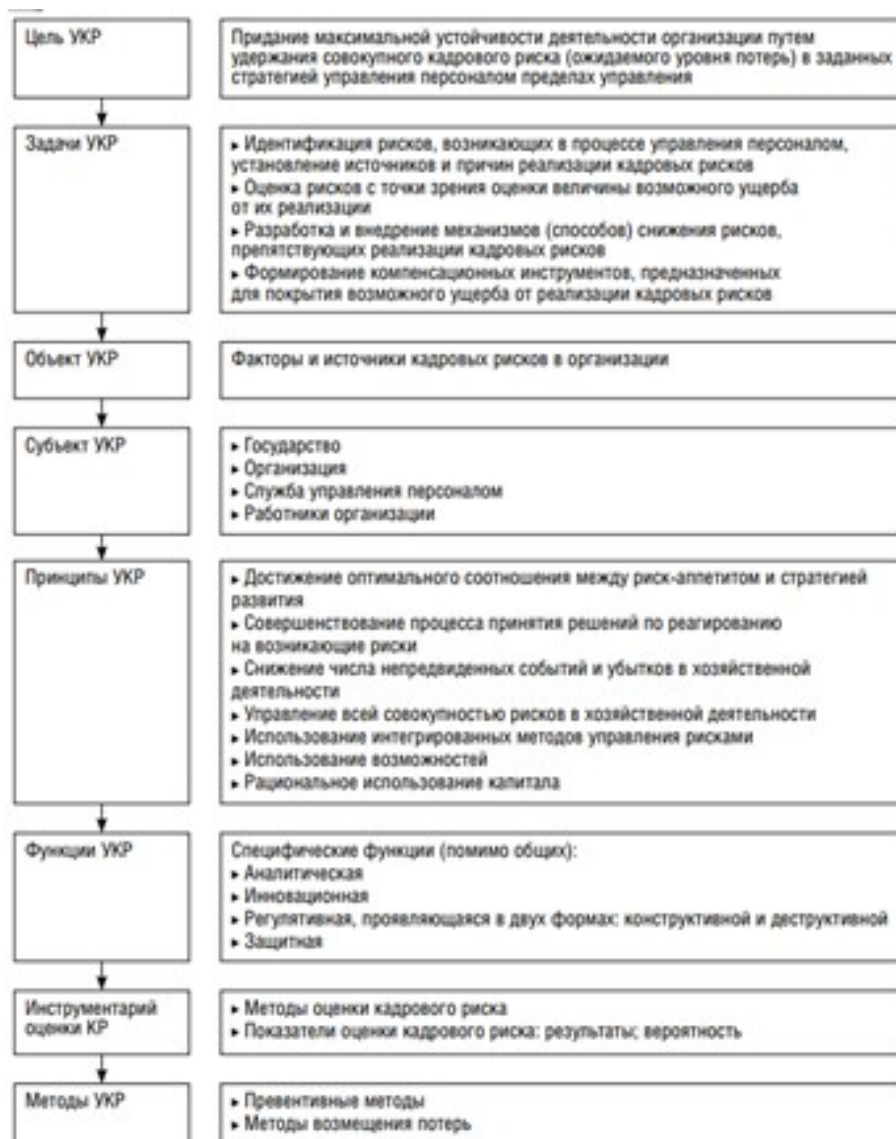 Цель УКР
Придание максимальной устойчивости деятельности организации путем
удержания совокупного кадрового риска (ожидаемого уровня потерь) в заданных
стратегией управления персоналом пределах управления
Задачи УКР
▸ Идентификация рисков, возникающих в процессе управления персоналом,
установление источников и причин реализации кадровых рисков
▸ Оценка рисков с точки зрения оценки величины возможного ущерба
от их реализации
▸ Разработка и внедрение механизмов (способов) снижения рисков,
препятствующих реализации кадровых рисков
▸ Формирование компенсационных инструментов, предназначенных
для покрытия возможного ущерба от реализации кадровых рисков
Объект УКР
Факторы и источники кадровых рисков в организации
Субъект УКР
▸ Государство
▸ Организация
▸ Служба управления персоналом
▸ Работники организации
Принципы УКР
▸ Достижение оптимального соотношения между риск-аппетитом и стратегией
развития
▸ Совершенствование процесса принятия решений по реагированию
на возникающие риски
▸ Снижение числа непредвиденных событий и убытков в хозяйственной
деятельности
▸ Управление всей совокупностью рисков в хозяйственной деятельности
▸ Использование интегрированных методов управления рисками
▸ Использование возможностей
▸ Рациональное использование капитала
Функции УКР
Специфические функции (помимо общих):
▸ Аналитическая
▸ Инновационная
▸ Регулятивная, проявляющаяся в двух формах: конструктивной и деструктивной
▸ Защитная
Инструментарий
оценки КР
▸ Методы оценки кадрового риска
▸ Показатели оценки кадрового риска: результаты; вероятность
Методы УКР
▸ Превентивные методы
▸ Методы возмещения потерь